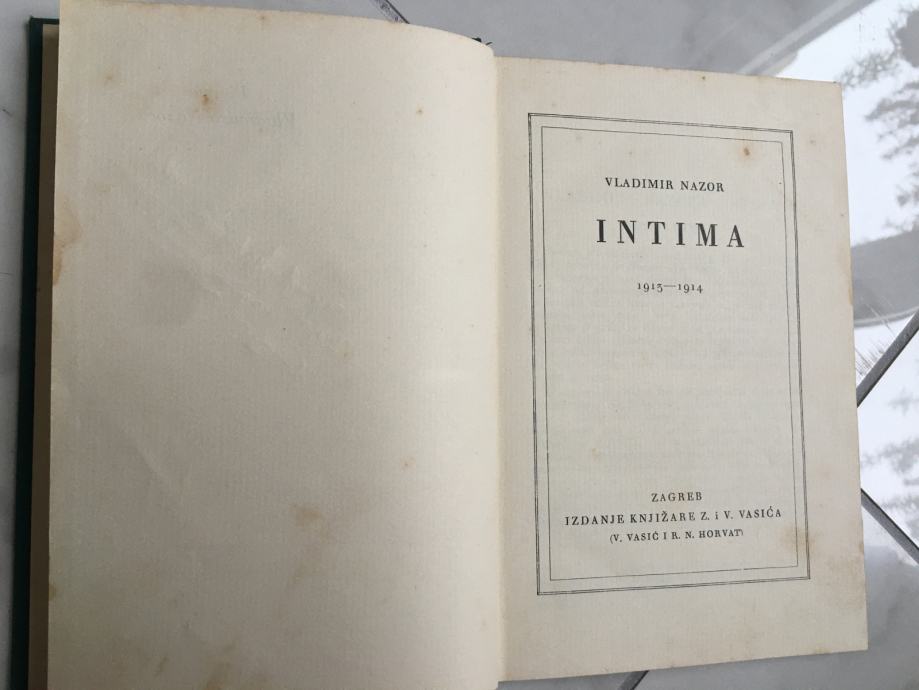 VLADIMIR NAZOR
INTIMA
1913—1914
ZAGREB
IZDANJE KNJIŽARE Z. i V. VASIĆA
(V. VASIĆ I R. N. HORVAT)